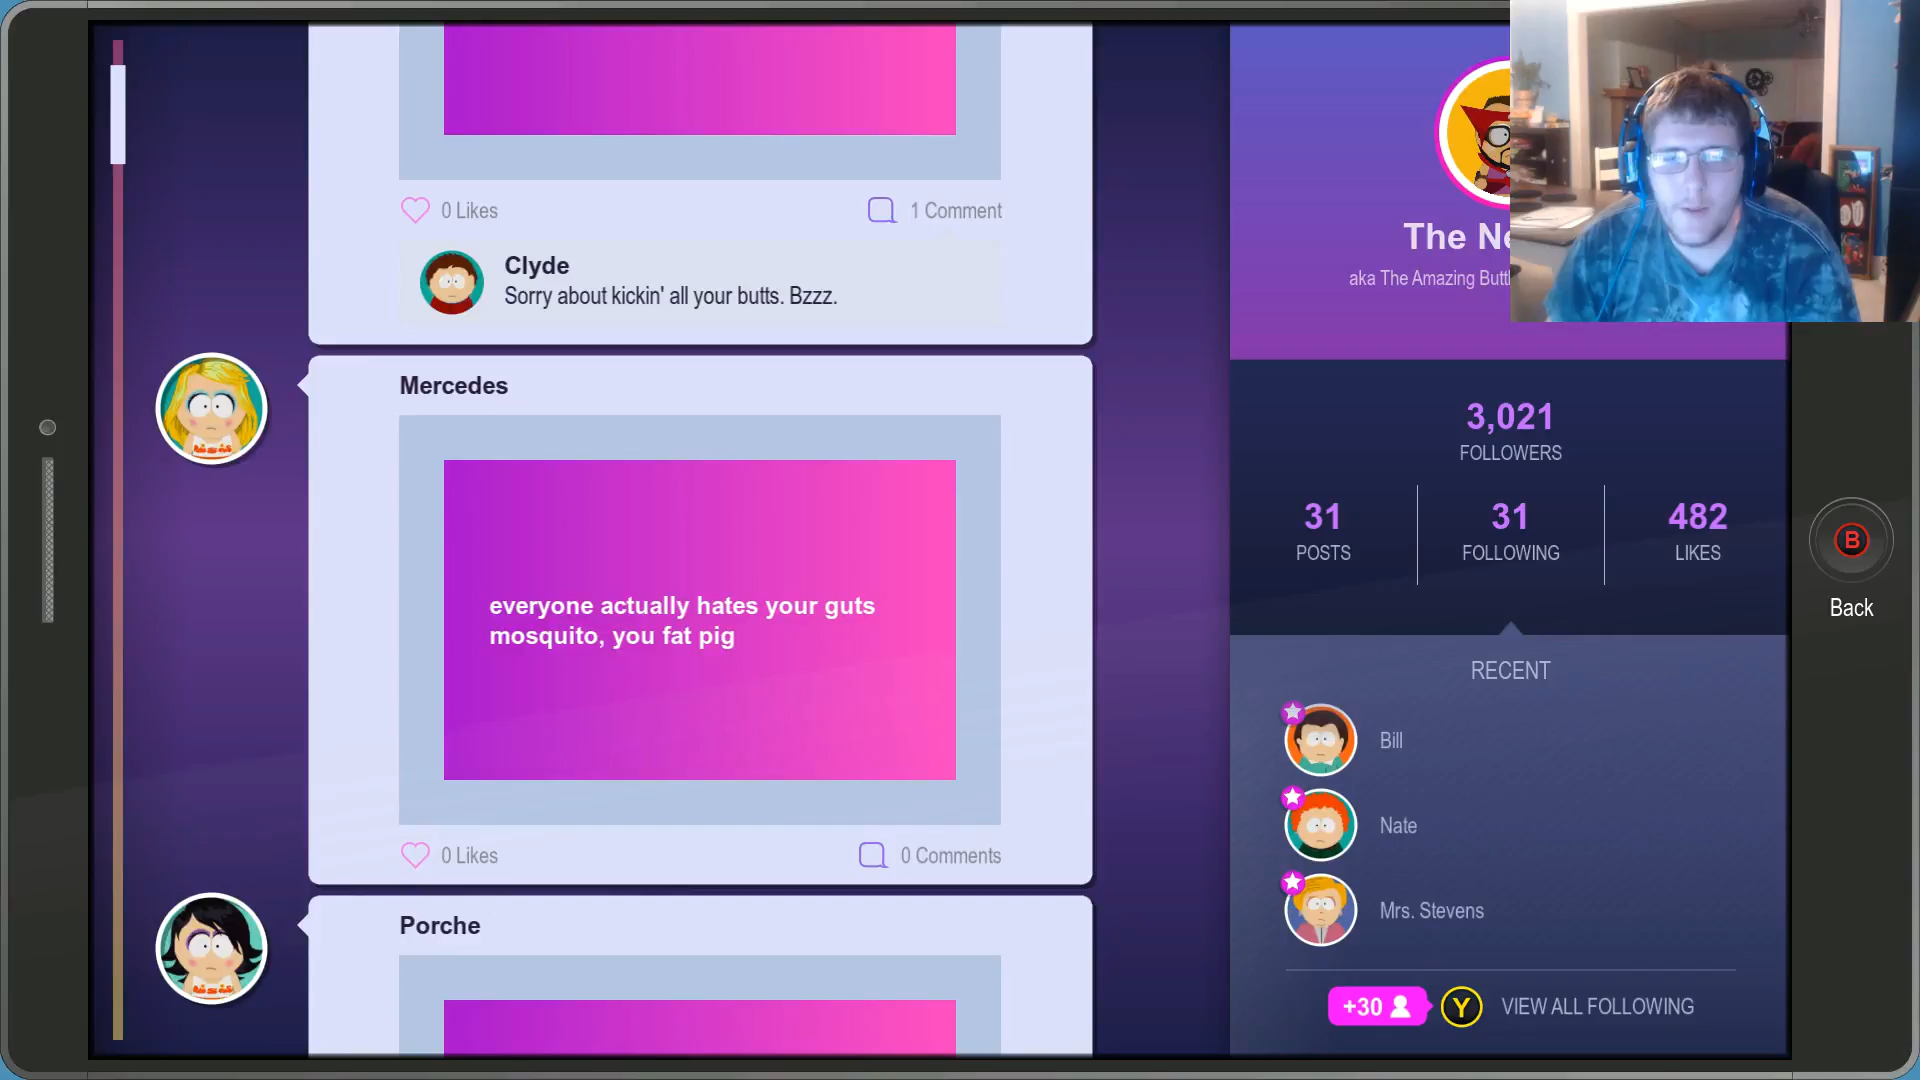 0 Likes
1 Comment
Clyde
Sorry about kickin' all your butts. Bzzz.
Mercedes
everyone actually hates your guts
mosquito, you fat pig
0 Likes
0 Comments
Porche
The
aka The Amazing
3,021
FOLLOWERS
31
POSTS
31
FOLLOWING
482
LIKES
RECENT
Bill
Nate
Mrs. Stevens
+30
Y
VIEW ALL FOLLOWING
B
Back